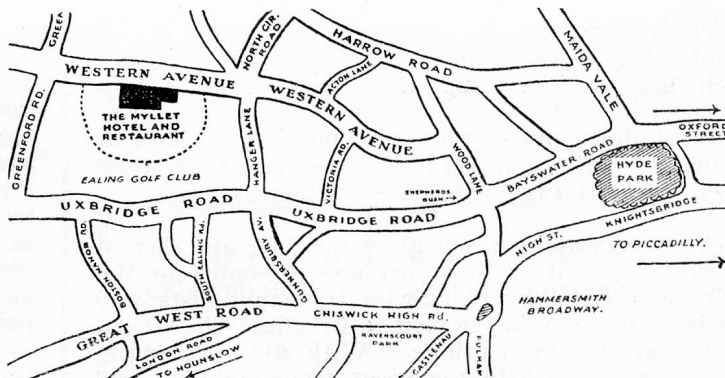 GREEN
NORTH CIR.
ROAD
HARROW ROAD
MAIDA VALE
ACTON LANE
WESTERN AVENUE
WESTERN AVENUE
GREENFORD RD.
THE MYLLET
HOTEL AND
RESTAURANT
EALING GOLF CLUB
HANGER LANE
VICTORIA RD.
WOOD LANE
OXFORD
STREET
BAYSWATER ROAD
HYDE
PARK
SHEPHERDS
BUSH
UXBRIDGE ROAD
UXBRIDGE ROAD
KNIGHTSBRIDGE
HIGH ST.
TO PICCADILLY.
BOSTON MANOR RD.
SOUTH EALING RD.
GUNNERSBURY AV.
HAMMERSMITH
BROADWAY.
GREAT WEST ROAD
CHISWICK HIGH RD.
RAVENSCOURT
PARK
LONDON ROAD
TO HOUNSLOW
CASTLENAU
FULHAM